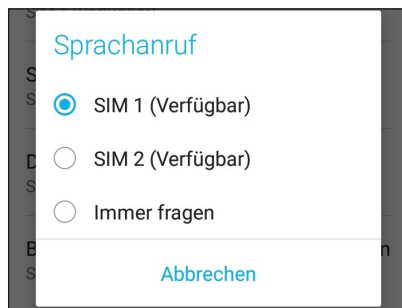 Sprachanruf
SIM 1 (Verfügbar)
SIM 2 (Verfügbar)
Immer fragen
Abbrechen